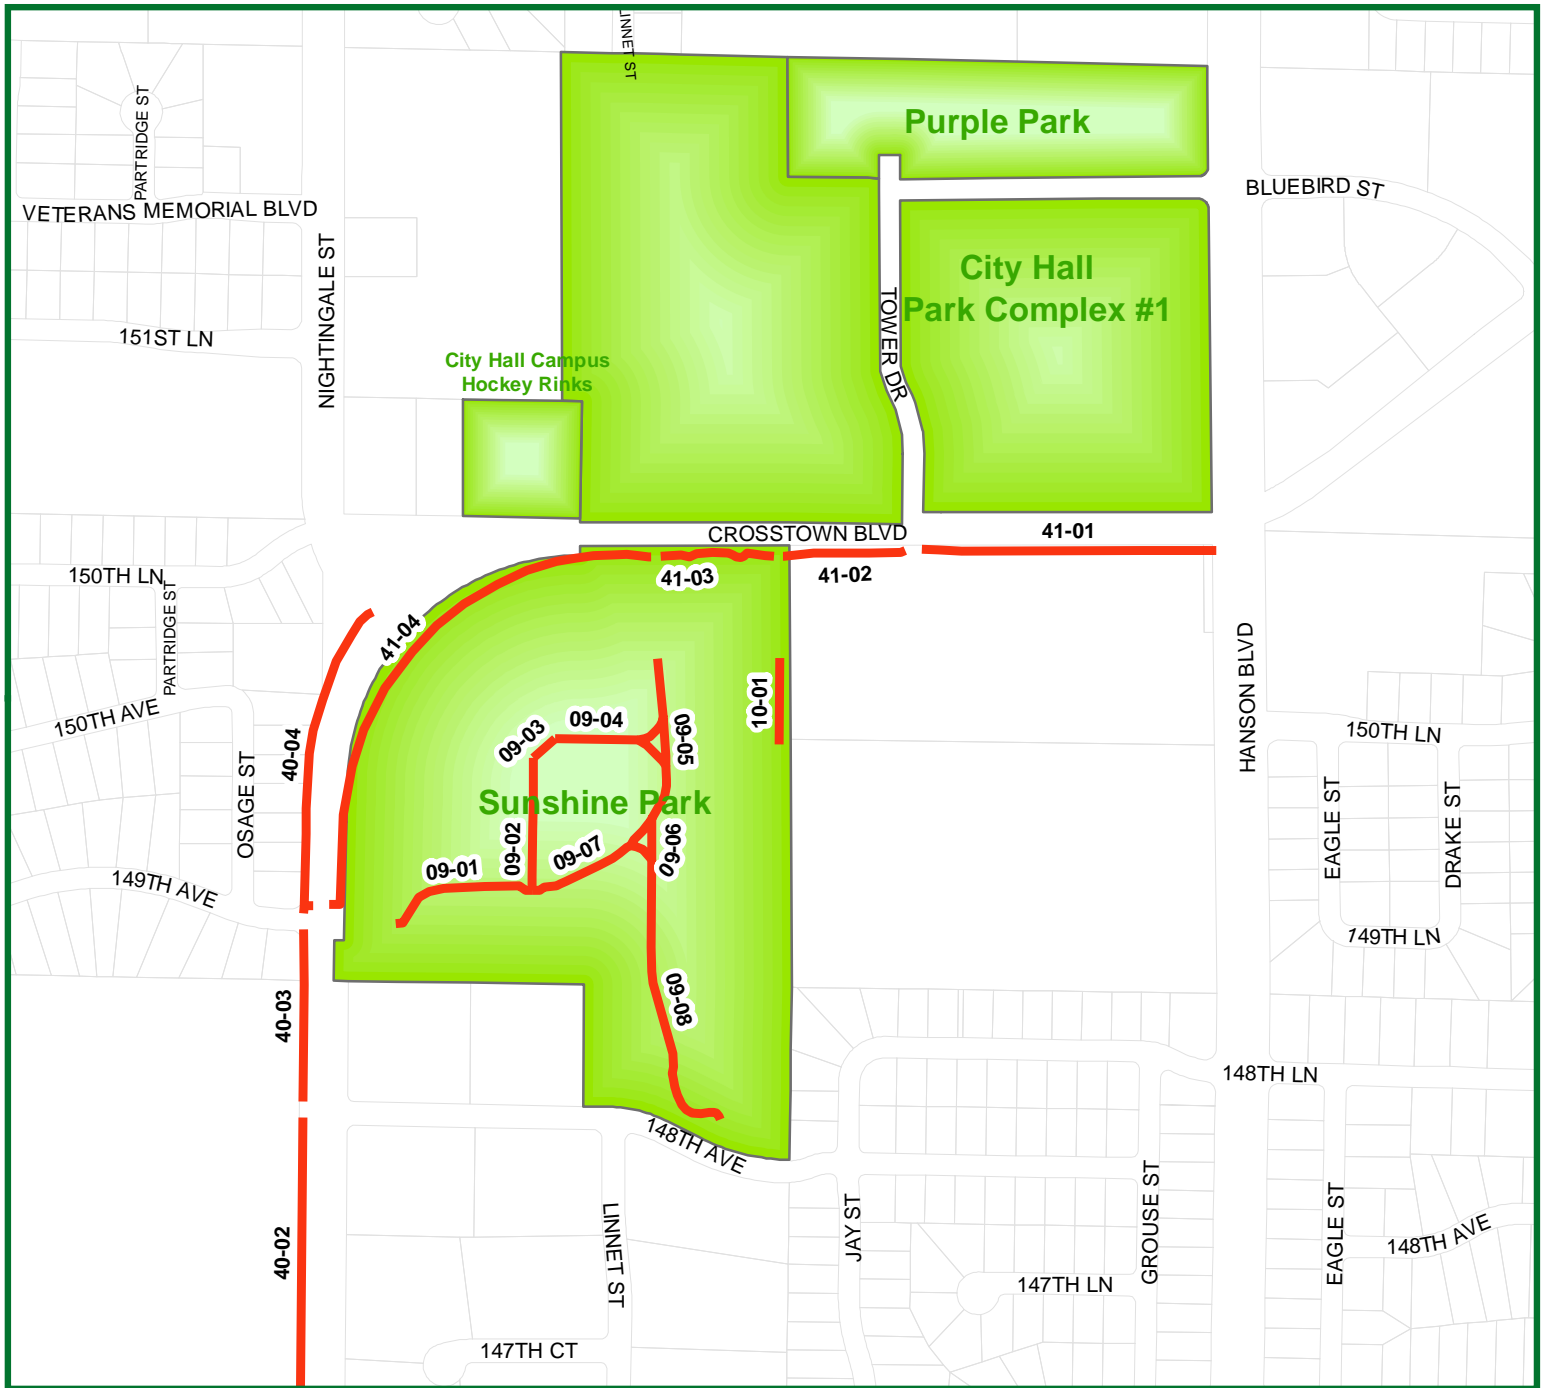 LINNET ST
PARTRIDGE ST
Purple Park
VETERANS MEMORIAL BLVD
BLUEBIRD ST
NIGHTINGALE ST
City Hall
Park Complex #1
TOWER DR
151ST LN
City Hall Campus
Hockey Rinks
CROSSTOWN BLVD
41-01
41-02
41-03
41-04
150TH LN
PARTRIDGE ST
150TH AVE
OSAGE ST
40-04
149TH AVE
10-01
09-03
09-04
09-05
Sunshine Park
09-02
09-01
09-07
09-06
09-08
HANSON BLVD
150TH LN
EAGLE ST
DRAKE ST
149TH LN
40-03
148TH LN
148TH AVE
40-02
LINNET ST
JAY ST
GROUSE ST
EAGLE ST
148TH AVE
147TH LN
147TH CT